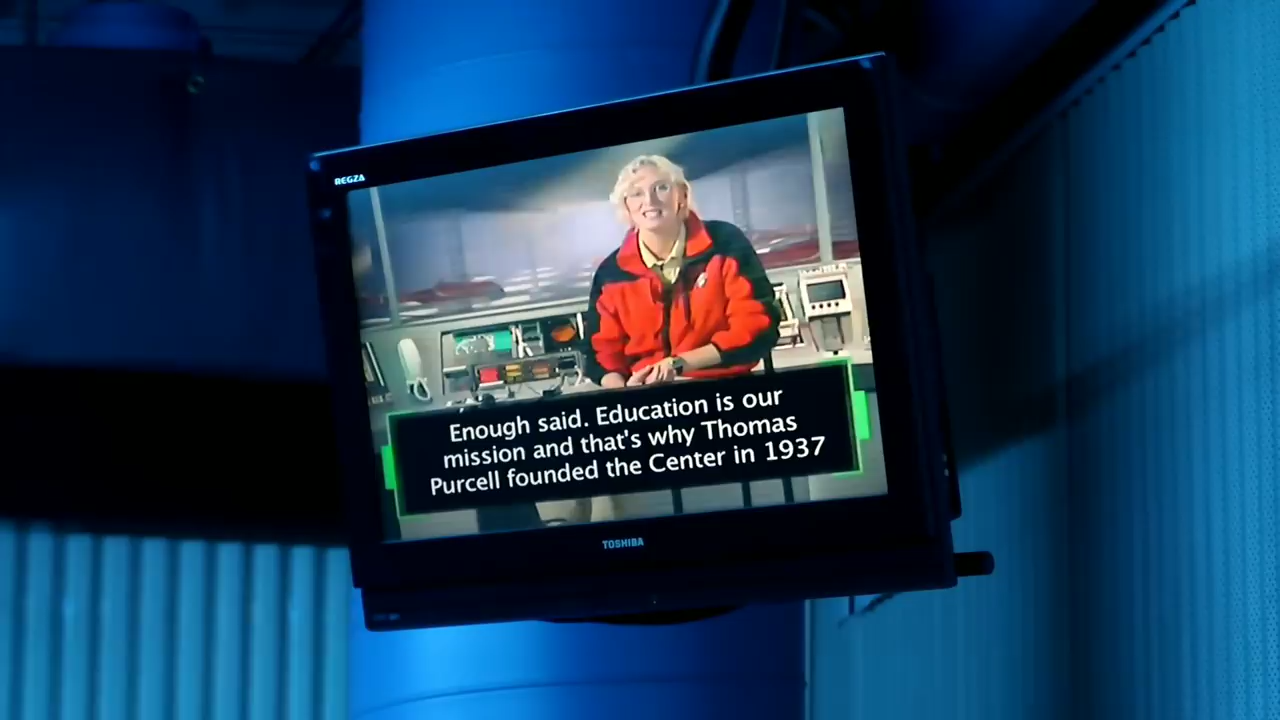 REGZA
Enough said. Education is our
mission and that's why Thomas
Purcell founded the Center in 1937
TOSHIBA